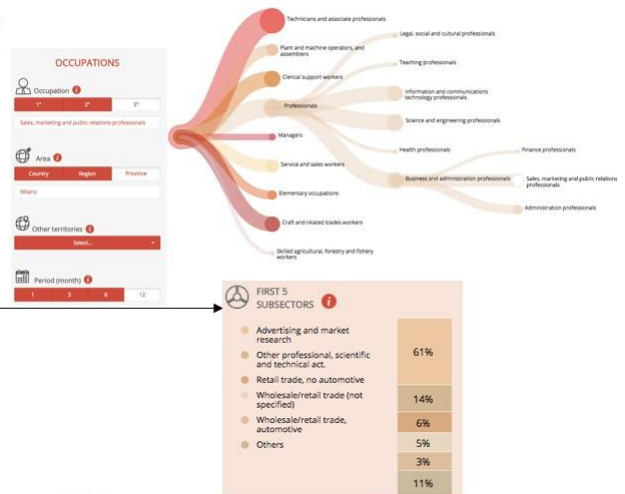 OCCUPATIONS
Occupation
1° 2° 3°
Sales, marketing and public relations professionals
Area
Country Region Province
Milano
Other territories
Select...
Period (month)
1 3 6 12
Technicians and associate professionals
Plant and machine operators, and
assemblers
Clerical support workers
Professionals
Managers
Service and sales workers
Elementary occupations
Craft and related trades workers
Skilled agricultural, forestry and fishery
workers
Legal, social and cultural professionals
Teaching professionals
Information and communications
technology professionals
Science and engineering professionals
Health professionals
Business and administration professionals
Finance professionals
Sales, marketing and public relations
professionals
Administration professionals
FIRST 5
SUBSECTORS
Advertising and market
research
Other professional, scientific
and technical act.
Retail trade, no automotive
Wholesale/retail trade (not
specified)
Wholesale/retail trade,
automotive
Others
61%
14%
6%
5%
3%
11%